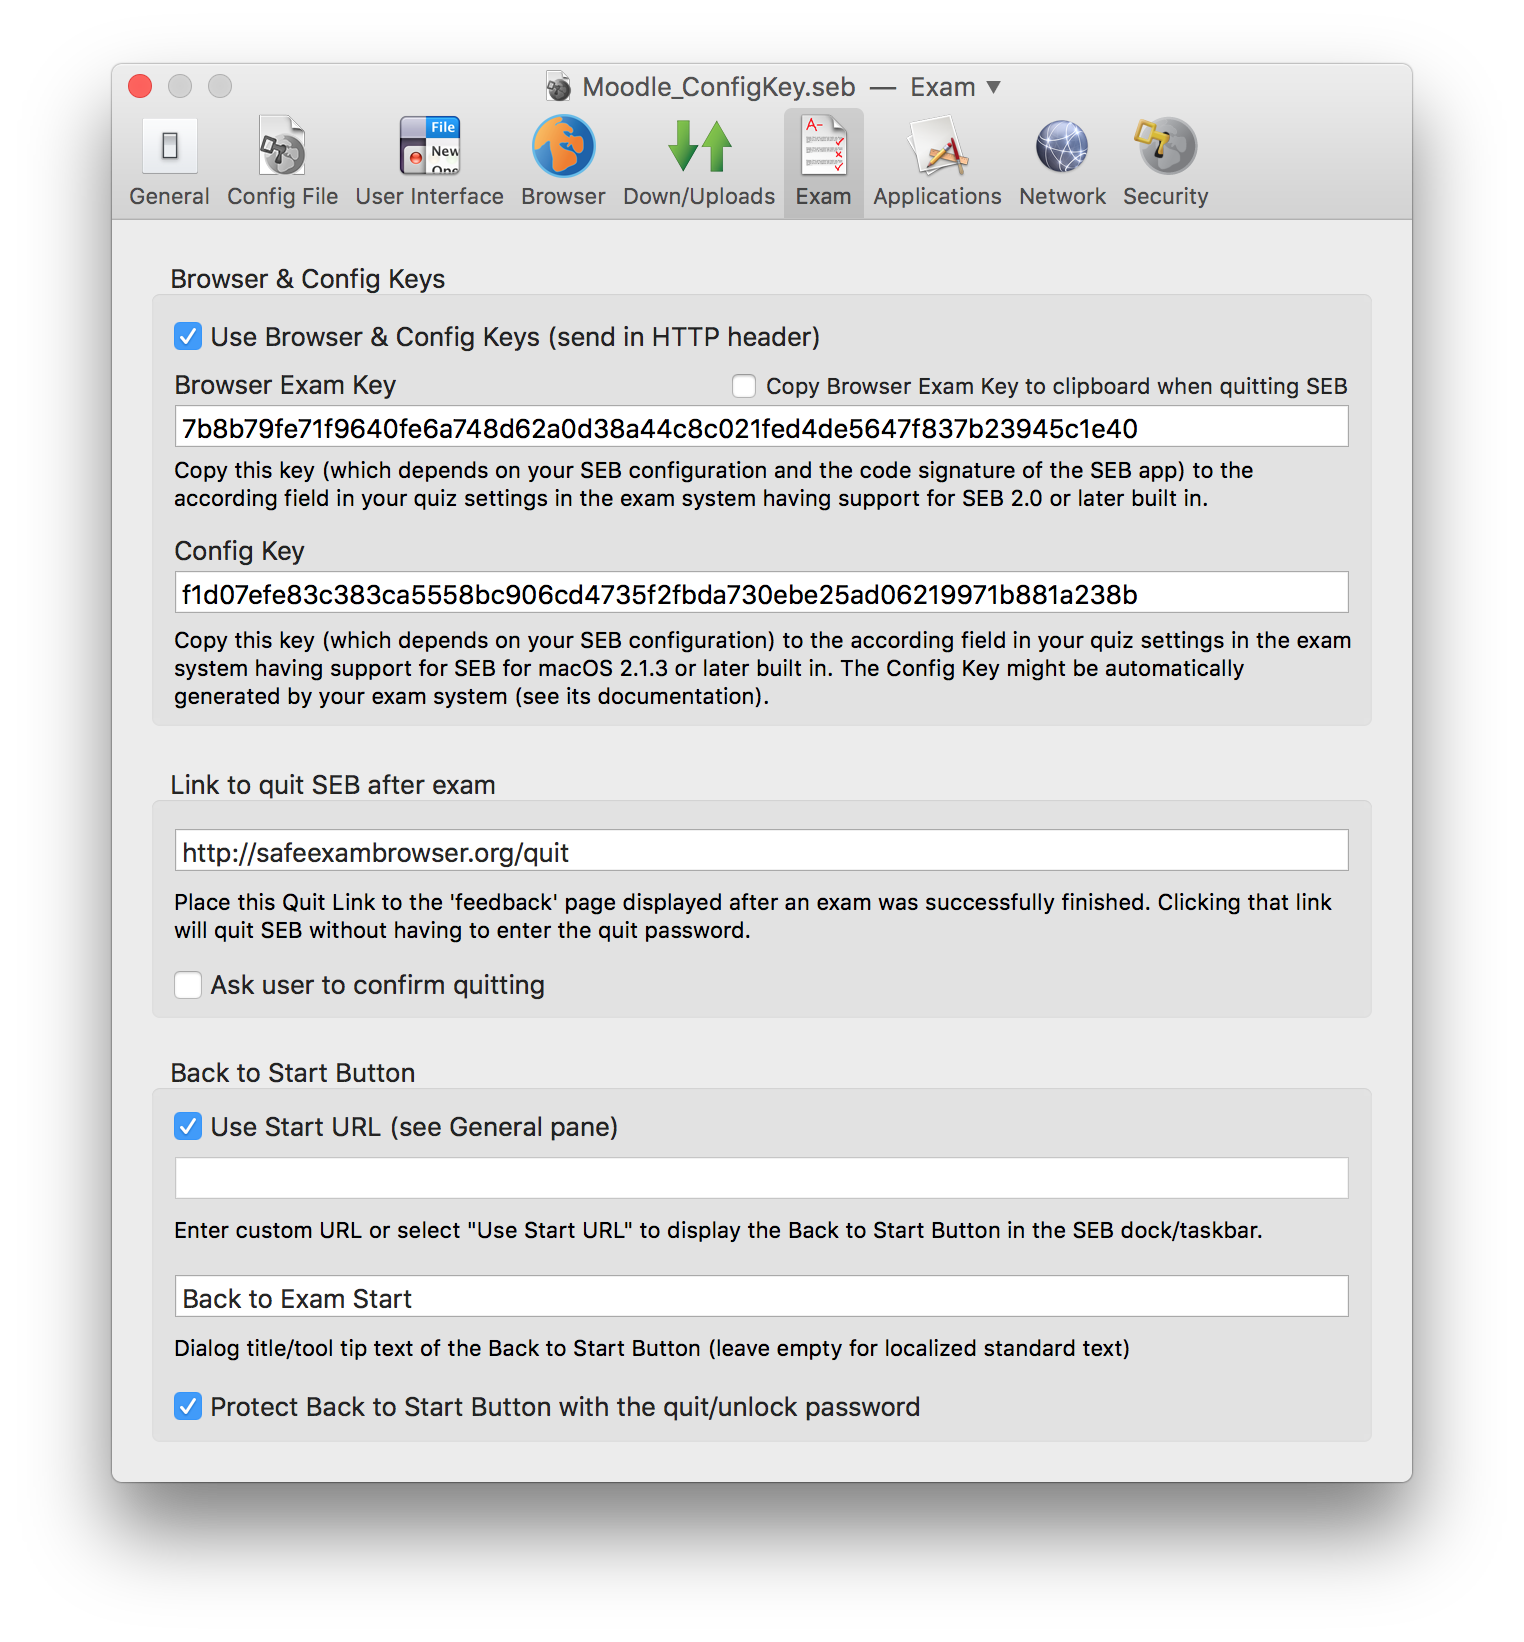 Moodle_ConfigKey.seb — Exam ▼
A-
File
New
General Config File User Interface Browser Down/Uploads Exam Applications Network Security
Browser & Config Keys
Use Browser & Config Keys (send in HTTP header)
Browser Exam Key Copy Browser Exam Key to clipboard when quitting SEB
7b8b79fe71f9640fe6a748d62a0d38a44c8c021fed4de5647f837b23945c1e40
Copy this key (which depends on your SEB configuration and the code signature of the SEB app) to the
according field in your quiz settings in the exam system having support for SEB 2.0 or later built in.
Config Key
f1d07efe83c383ca5558bc906cd4735f2fbda730ebe25ad06219971b881a238b
Copy this key (which depends on your SEB configuration) to the according field in your quiz settings in the exam
system having support for SEB for macOS 2.1.3 or later built in. The Config Key might be automatically
generated by your exam system (see its documentation).
Link to quit SEB after exam
http://safeexambrowser.org/quit
Place this Quit Link to the 'feedback' page displayed after an exam was successfully finished. Clicking that link
will quit SEB without having to enter the quit password.
Ask user to confirm quitting
Back to Start Button
Use Start URL (see General pane)
Enter custom URL or select "Use Start URL" to display the Back to Start Button in the SEB dock/taskbar.
Back to Exam Start
Dialog title/tool tip text of the Back to Start Button (leave empty for localized standard text)
Protect Back to Start Button with the quit/unlock password